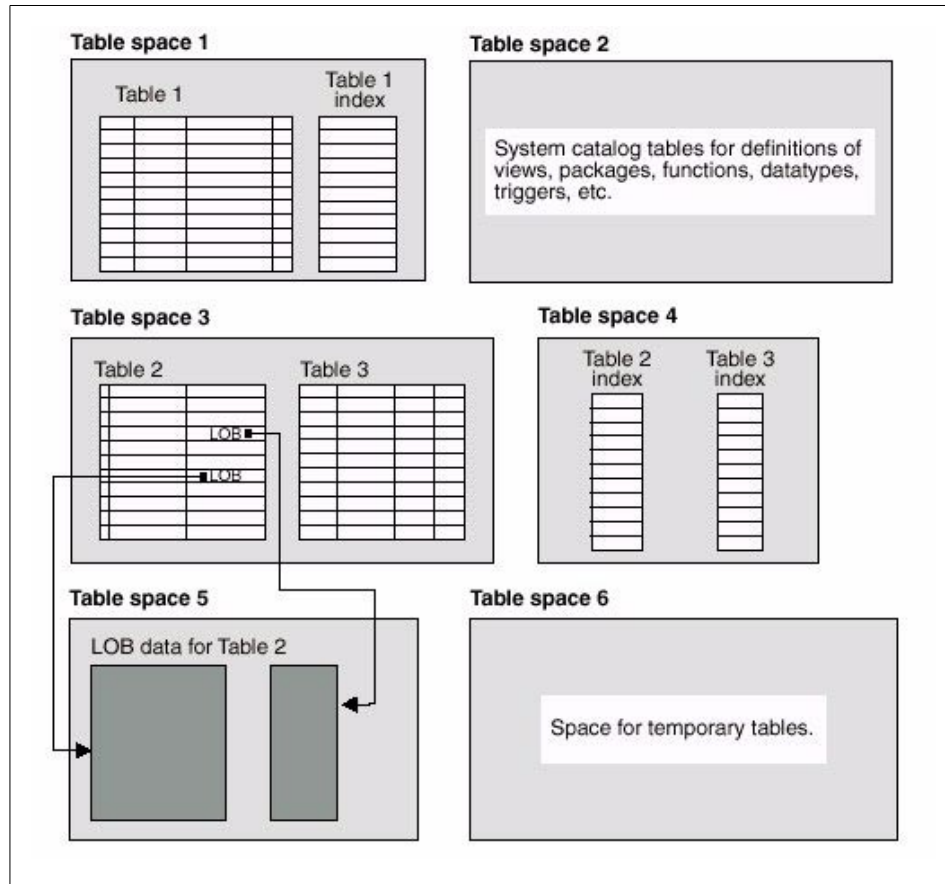 Table space 1
Table 1
Table 1
index
Table space 2
System catalog tables for definitions of
views, packages, functions, datatypes,
triggers, etc.
Table space 3
Table 2
LOB
LOB
Table 3
Table space 4
Table 2
index
Table 3
index
Table space 5
LOB data for Table 2
Table space 6
Space for temporary tables.